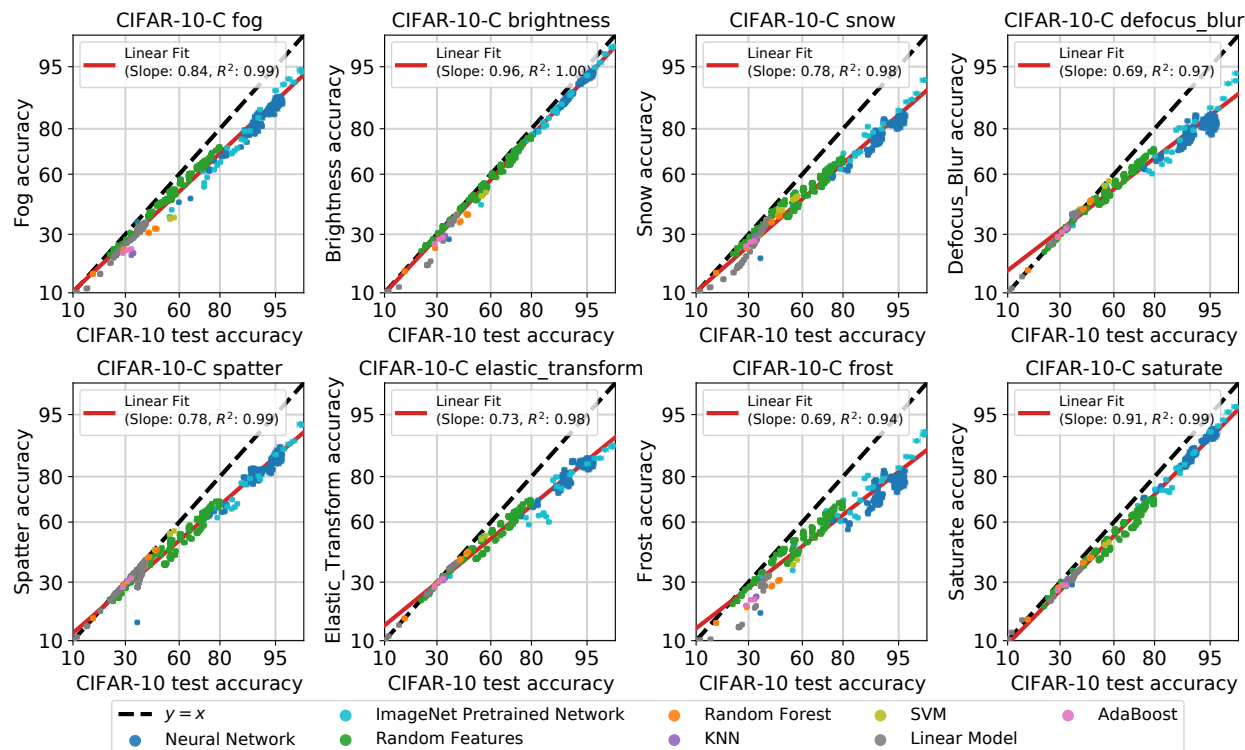 CIFAR-10-C fog
Linear Fit
(Slope: 0.84, R²: 0.99)
Fog accuracy
95
80
60
30
10
10 30 60 80 95
CIFAR-10 test accuracy
CIFAR-10-C brightness
Linear Fit
(Slope: 0.96, R²: 1.00)
Brightness accuracy
95
80
60
30
10
10 30 60 80 95
CIFAR-10 test accuracy
CIFAR-10-C snow
Linear Fit
(Slope: 0.78, R²: 0.98)
Snow accuracy
95
80
60
30
10
10 30 60 80 95
CIFAR-10 test accuracy
CIFAR-10-C defocus_blur
Linear Fit
(Slope: 0.69, R²: 0.97)
Defocus_Blur accuracy
95
80
60
30
10
10 30 60 80 95
CIFAR-10 test accuracy
CIFAR-10-C spatter
Linear Fit
(Slope: 0.78, R²: 0.99)
Spatter accuracy
95
80
60
30
10
10 30 60 80 95
CIFAR-10 test accuracy
CIFAR-10-C elastic_transform
Linear Fit
(Slope: 0.73, R²: 0.98)
Elastic_Transform accuracy
95
80
60
30
10
10 30 60 80 95
CIFAR-10 test accuracy
CIFAR-10-C frost
Linear Fit
(Slope: 0.69, R²: 0.94)
Frost accuracy
95
80
60
30
10
10 30 60 80 95
CIFAR-10 test accuracy
CIFAR-10-C saturate
Linear Fit
(Slope: 0.91, R²: 0.99)
Saturate accuracy
95
80
60
30
10
10 30 60 80 95
CIFAR-10 test accuracy
y = x ImageNet Pretrained Network Random Forest SVM AdaBoost
Neural Network Random Features KNN Linear Model